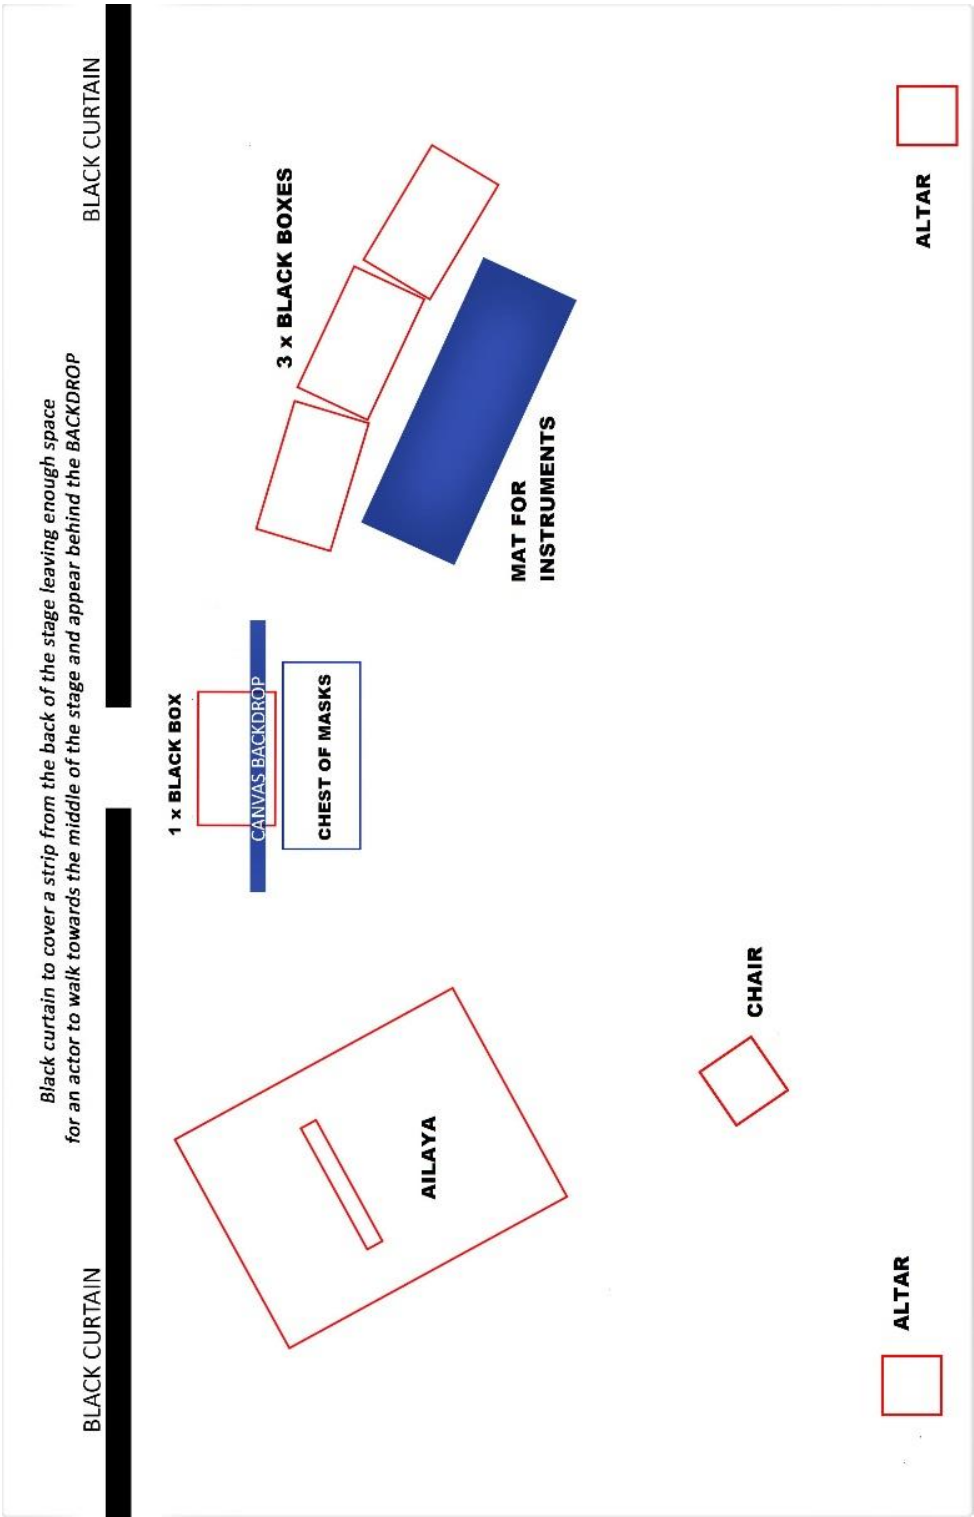 Black curtain to cover a strip from the back of the stage leaving enough space
for an actor to walk towards the middle of the stage and appear behind the BACKDROP
BLACK CURTAIN
BLACK CURTAIN
1 x BLACK BOX
3 x BLACK BOXES
CANVAS BACKDROP
CHEST OF MASKS
AILAYA
MAT FOR
INSTRUMENTS
CHAIR
ALTAR
ALTAR